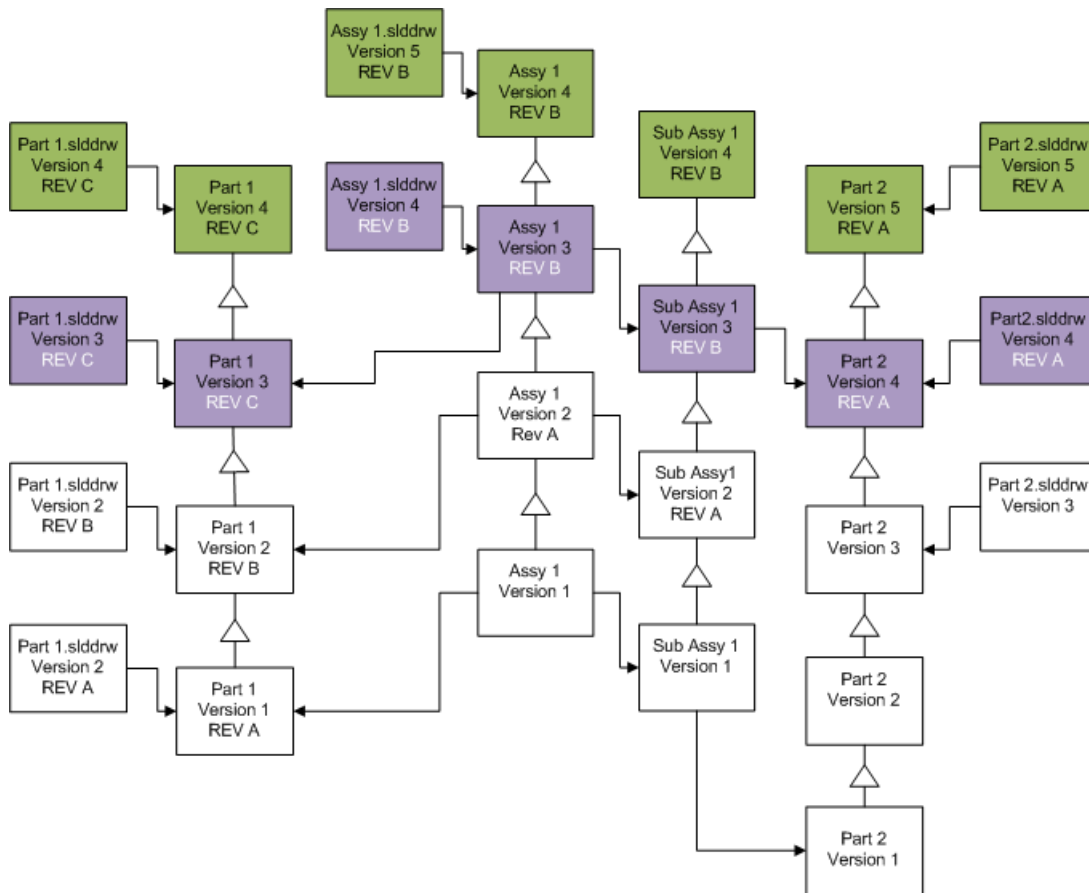 Assy 1.slddrw
Version 5
REV B
Assy 1
Version 4
REV B
Sub Assy 1
Version 4
REV B
Part 1.slddrw
Version 4
REV C
Part 2.slddrw
Version 5
REV A
Part 1
Version 4
REV C
Assy 1.slddrw
Version 4
REV B
Part 2
Version 5
REV A
Assy 1
Version 3
REV B
Sub Assy 1
Version 3
REV B
Part 1.slddrw
Version 3
REV C
Part2.slddrw
Version 4
REV A
Part 1
Version 3
REV C
Part 2
Version 4
REV A
Assy 1
Version 2
Rev A
Sub Assy1
Version 2
REV A
Part 1.slddrw
Version 2
REV B
Part 2.slddrw
Version 3
Part 1
Version 2
REV B
Part 2
Version 3
Assy 1
Version 1
Part 1.slddrw
Version 2
REV A
Sub Assy 1
Version 1
Part 1
Version 1
REV A
Part 2
Version 2
Part 2
Version 1